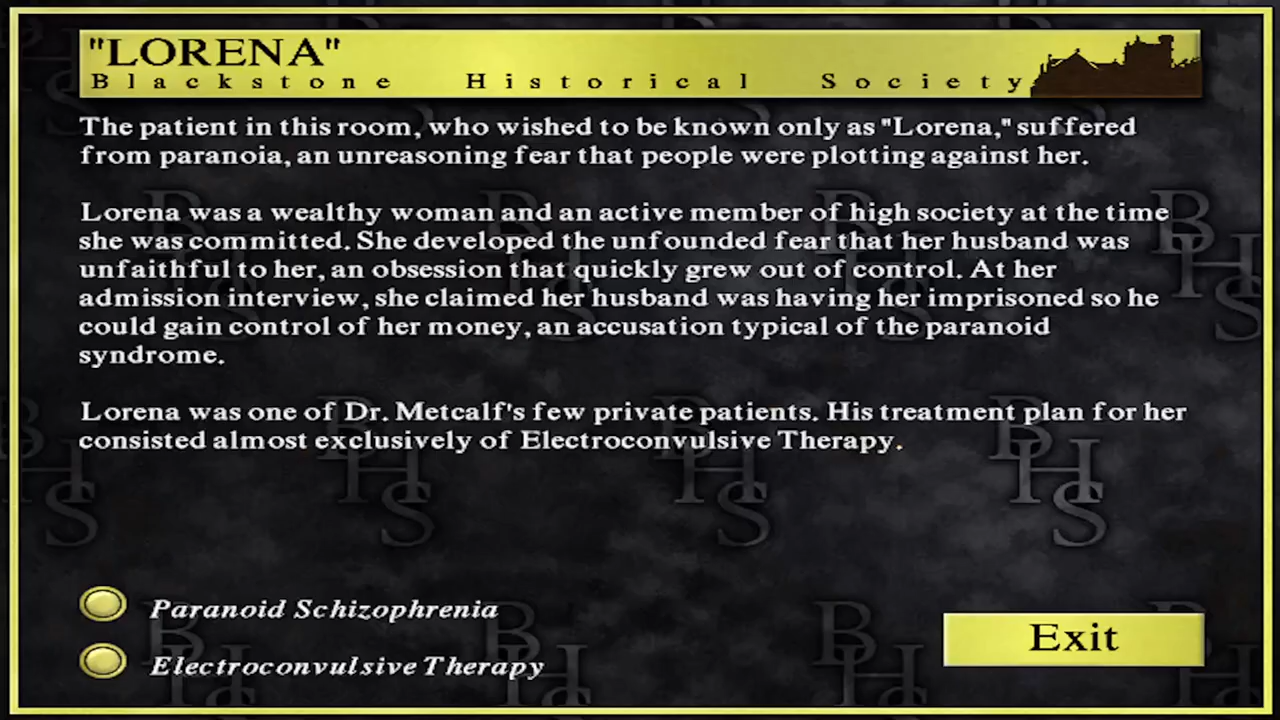 "LORENA"
Blackstone Historical Society
The patient in this room, who wished to be known only as "Lorena," suffered
from paranoia, an unreasoning fear that people were plotting against her.
Lorena was a wealthy woman and an active member of high society at the time
she was committed. She developed the unfounded fear that her husband was
unfaithful to her, an obsession that quickly grew out of control. At her
admission interview, she claimed her husband was having her imprisoned so he
could gain control of her money, an accusation typical of the paranoid
syndrome.
Lorena was one of Dr. Metcalf's few private patients. His treatment plan for her
consisted almost exclusively of Electroconvulsive Therapy.
Paranoid Schizophrenia
Exit
Electroconvulsive Therapy